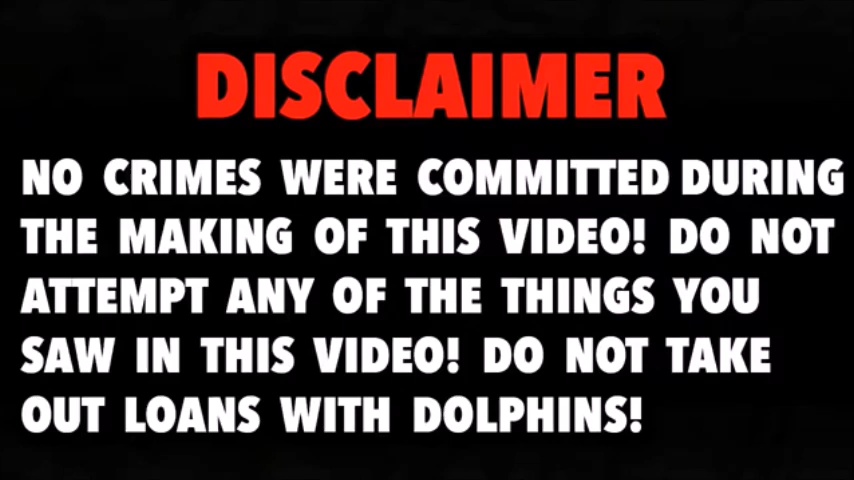 DISCLAIMER
NO CRIMES WERE COMMITTED DURING
THE MAKING OF THIS VIDEO! DO NOT
ATTEMPT ANY OF THE THINGS YOU
SAW IN THIS VIDEO! DO NOT TAKE
OUT LOANS WITH DOLPHINS!